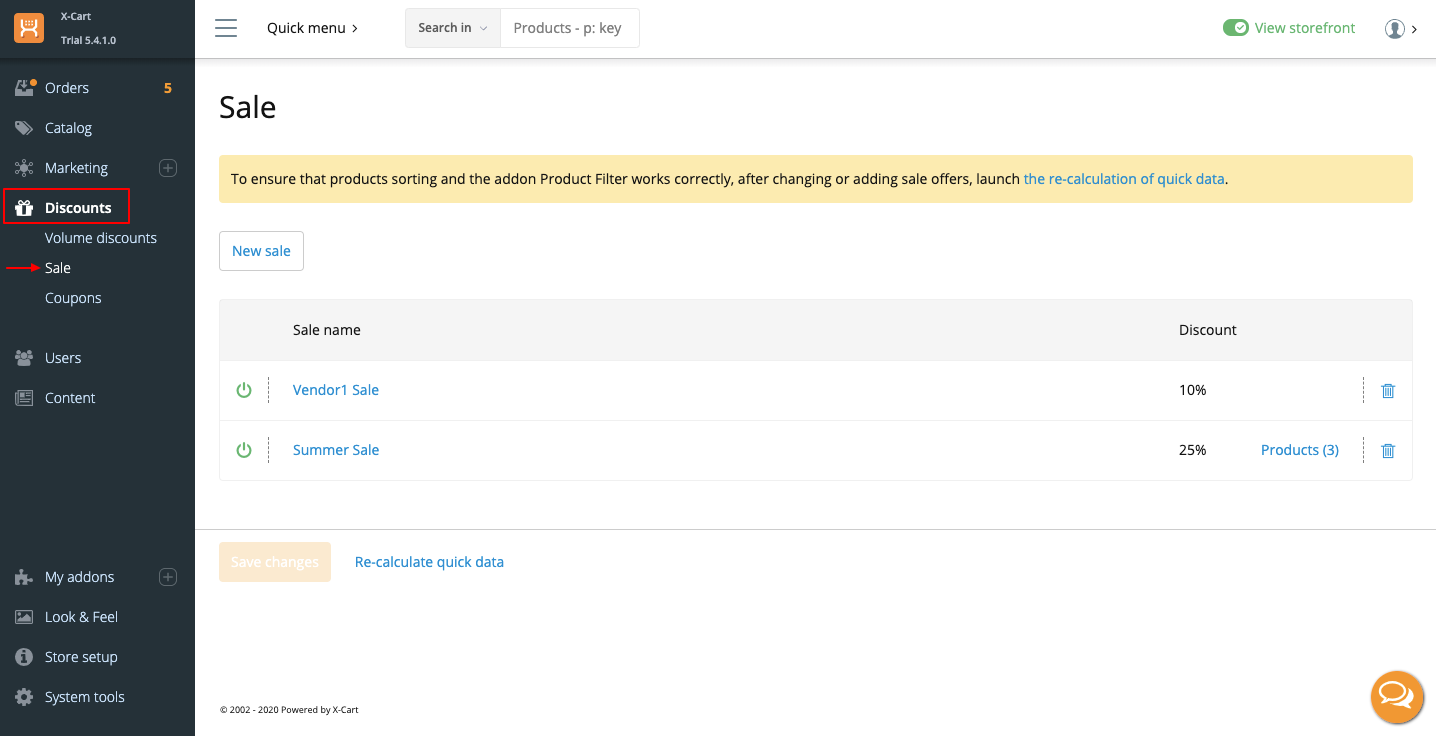 X-Cart
Trial 5.4.1.0
Quick menu
Search in
Products - p: key
View storefront
Orders 5
Catalog
Marketing
Discounts
Volume discounts
Sale
Coupons
Users
Content
My addons
Look & Feel
Store setup
System tools
Sale
To ensure that products sorting and the addon Product Filter works correctly, after changing or adding sale offers, launch the re-calculation of quick data.
New sale
Sale name Discount
Vendor1 Sale 10%
Summer Sale 25% Products (3)
Save changes Re-calculate quick data
© 2002 - 2020 Powered by X-Cart